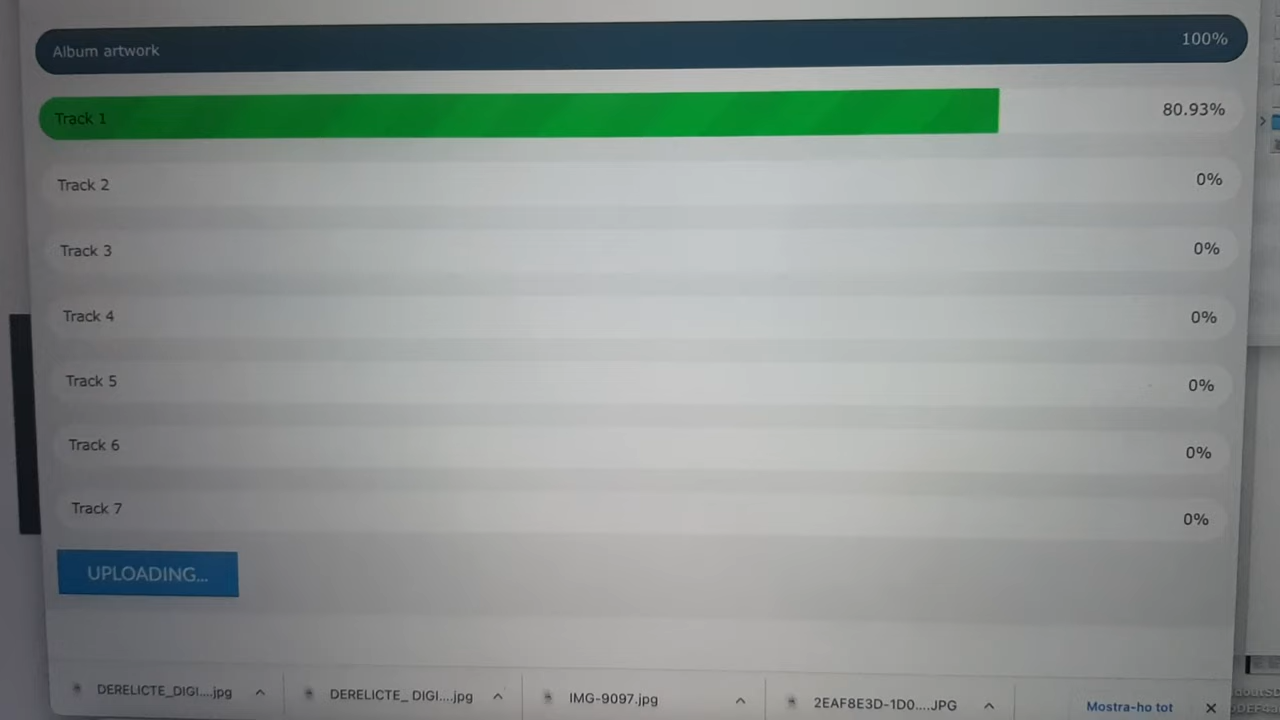 Album artwork 100%
Track 1 80.93%
Track 2 0%
Track 3 0%
Track 4 0%
Track 5 0%
Track 6 0%
Track 7 0%
UPLOADING...
DERELICTE_DIGI....jpg DERELICTE_ DIGI....jpg IMG-9097.jpg 2EAF8E3D-1D0....JPG Mostra-ho tot